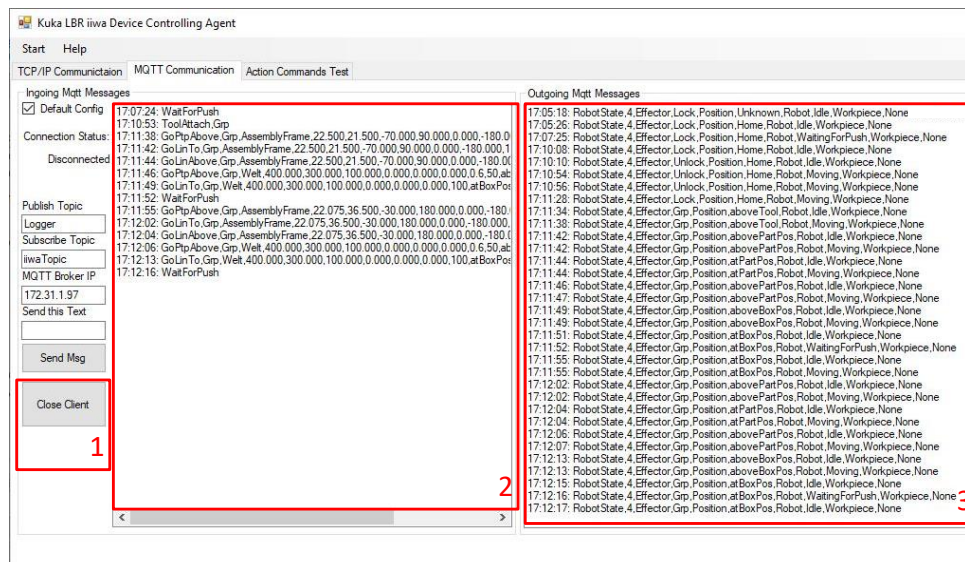 Kuka LBR iiwa Device Controlling Agent
Start Help
TCP/IP Communictaion MQTT Communication Action Commands Test
Ingoing Mqtt Messages
Default Config
Connection Status:
Disconnected
Publish Topic
Logger
Subscribe Topic
iiwaTopic
MQTT Broker IP
172.31.1.97
Send this Text
Send Msg
Close Client
1
17:07:24: WaitForPush
17:10:53: ToolAttach,Grp
17:11:38: GoPtpAbove,Grp,AssemblyFrame,22.500,21.500,-70.000,90.000,0.000,-180.0
17:11:42: GoLinTo,Grp,AssemblyFrame,22.500,21.500,-70.000,90.000,0.000,-180.000,1
17:11:44: GoLinAbove,Grp,AssemblyFrame,22.500,21.500,-70.000,90.000,0.000,-180.00
17:11:46: GoPtpAbove,Grp,Welt,400.000,300.000,100.000,0.000,0.000,0.000,0.6,50,ab
17:11:49: GoLinTo,Grp,Welt,400.000,300.000,100.000,0.000,0.000,0.000,100,atBoxPos
17:11:52: WaitForPush
17:11:55: GoPtpAbove,Grp,AssemblyFrame,22.075,36.500,-30.000,180.000,0.000,-180.
17:12:02: GoLinTo,Grp,AssemblyFrame,22.075,36.500,-30.000,180.000,0.000,-180.000,
17:12:04: GoLinAbove,Grp,AssemblyFrame,22.075,36.500,-30.000,180.000,0.000,-180.0
17:12:06: GoPtpAbove,Grp,Welt,400.000,300.000,100.000,0.000,0.000,0.000,0.6,50,ab
17:12:13: GoLinTo,Grp,Welt,400.000,300.000,100.000,0.000,0.000,0.000,100,atBoxPos
17:12:16: WaitForPush
2
Outgoing Mqtt Messages
17:05:18: RobotState,4,Effector,Lock,Position,Unknown,Robot,Idle,Workpiece,None
17:05:26: RobotState,4,Effector,Lock,Position,Home,Robot,Idle,Workpiece,None
17:07:25: RobotState,4,Effector,Lock,Position,Home,Robot,WaitingForPush,Workpiece,None
17:10:08: RobotState,4,Effector,Lock,Position,Home,Robot,Idle,Workpiece,None
17:10:10: RobotState,4,Effector,Unlock,Position,Home,Robot,Idle,Workpiece,None
17:10:54: RobotState,4,Effector,Unlock,Position,Home,Robot,Moving,Workpiece,None
17:10:56: RobotState,4,Effector,Unlock,Position,Home,Robot,Moving,Workpiece,None
17:11:28: RobotState,4,Effector,Lock,Position,Home,Robot,Moving,Workpiece,None
17:11:34: RobotState,4,Effector,Grp,Position,aboveTool,Robot,Idle,Workpiece,None
17:11:38: RobotState,4,Effector,Grp,Position,aboveTool,Robot,Moving,Workpiece,None
17:11:42: RobotState,4,Effector,Grp,Position,abovePartPos,Robot,Idle,Workpiece,None
17:11:42: RobotState,4,Effector,Grp,Position,abovePartPos,Robot,Moving,Workpiece,None
17:11:44: RobotState,4,Effector,Grp,Position,atPartPos,Robot,Idle,Workpiece,None
17:11:44: RobotState,4,Effector,Grp,Position,atPartPos,Robot,Moving,Workpiece,None
17:11:46: RobotState,4,Effector,Grp,Position,abovePartPos,Robot,Idle,Workpiece,None
17:11:47: RobotState,4,Effector,Grp,Position,abovePartPos,Robot,Moving,Workpiece,None
17:11:49: RobotState,4,Effector,Grp,Position,aboveBoxPos,Robot,Idle,Workpiece,None
17:11:49: RobotState,4,Effector,Grp,Position,aboveBoxPos,Robot,Moving,Workpiece,None
17:11:51: RobotState,4,Effector,Grp,Position,atBoxPos,Robot,Idle,Workpiece,None
17:11:52: RobotState,4,Effector,Grp,Position,atBoxPos,Robot,WaitingForPush,Workpiece,None
17:11:55: RobotState,4,Effector,Grp,Position,atBoxPos,Robot,Idle,Workpiece,None
17:11:55: RobotState,4,Effector,Grp,Position,atBoxPos,Robot,Moving,Workpiece,None
17:12:02: RobotState,4,Effector,Grp,Position,abovePartPos,Robot,Idle,Workpiece,None
17:12:02: RobotState,4,Effector,Grp,Position,abovePartPos,Robot,Moving,Workpiece,None
17:12:04: RobotState,4,Effector,Grp,Position,atPartPos,Robot,Idle,Workpiece,None
17:12:04: RobotState,4,Effector,Grp,Position,atPartPos,Robot,Moving,Workpiece,None
17:12:06: RobotState,4,Effector,Grp,Position,abovePartPos,Robot,Idle,Workpiece,None
17:12:07: RobotState,4,Effector,Grp,Position,abovePartPos,Robot,Moving,Workpiece,None
17:12:13: RobotState,4,Effector,Grp,Position,aboveBoxPos,Robot,Idle,Workpiece,None
17:12:13: RobotState,4,Effector,Grp,Position,aboveBoxPos,Robot,Moving,Workpiece,None
17:12:15: RobotState,4,Effector,Grp,Position,atBoxPos,Robot,Idle,Workpiece,None
17:12:16: RobotState,4,Effector,Grp,Position,atBoxPos,Robot,WaitingForPush,Workpiece,None
17:12:17: RobotState,4,Effector,Grp,Position,atBoxPos,Robot,Idle,Workpiece,None
3